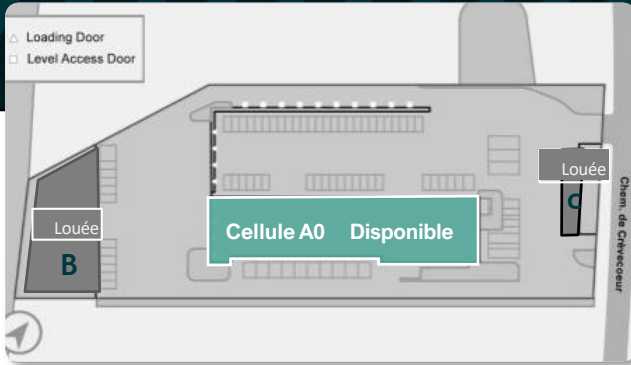 Loading Door
Level Access Door
Louée
B
Cellule A0 Disponible
Louée
C
Chem. de Crèvecoeur